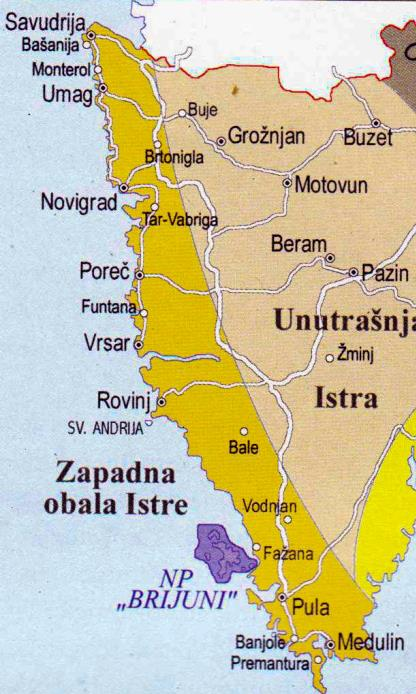 Savudrija
Bašanija
Monterol
Umag
Buje
Grožnjan
Buzet
Brtonigla
Motovun
Novigrad
Tar-Vabriga
Beram
Poreč
Pazin
Funtana
Unutrašnja
Vrsar
Žminj
Istra
Rovinj
SV. ANDRIJA
Bale
Zapadna
obala Istre
Vodnjan
Fažana
NP
„BRIJUNI"
Pula
Banjole
Medulin
Premantura